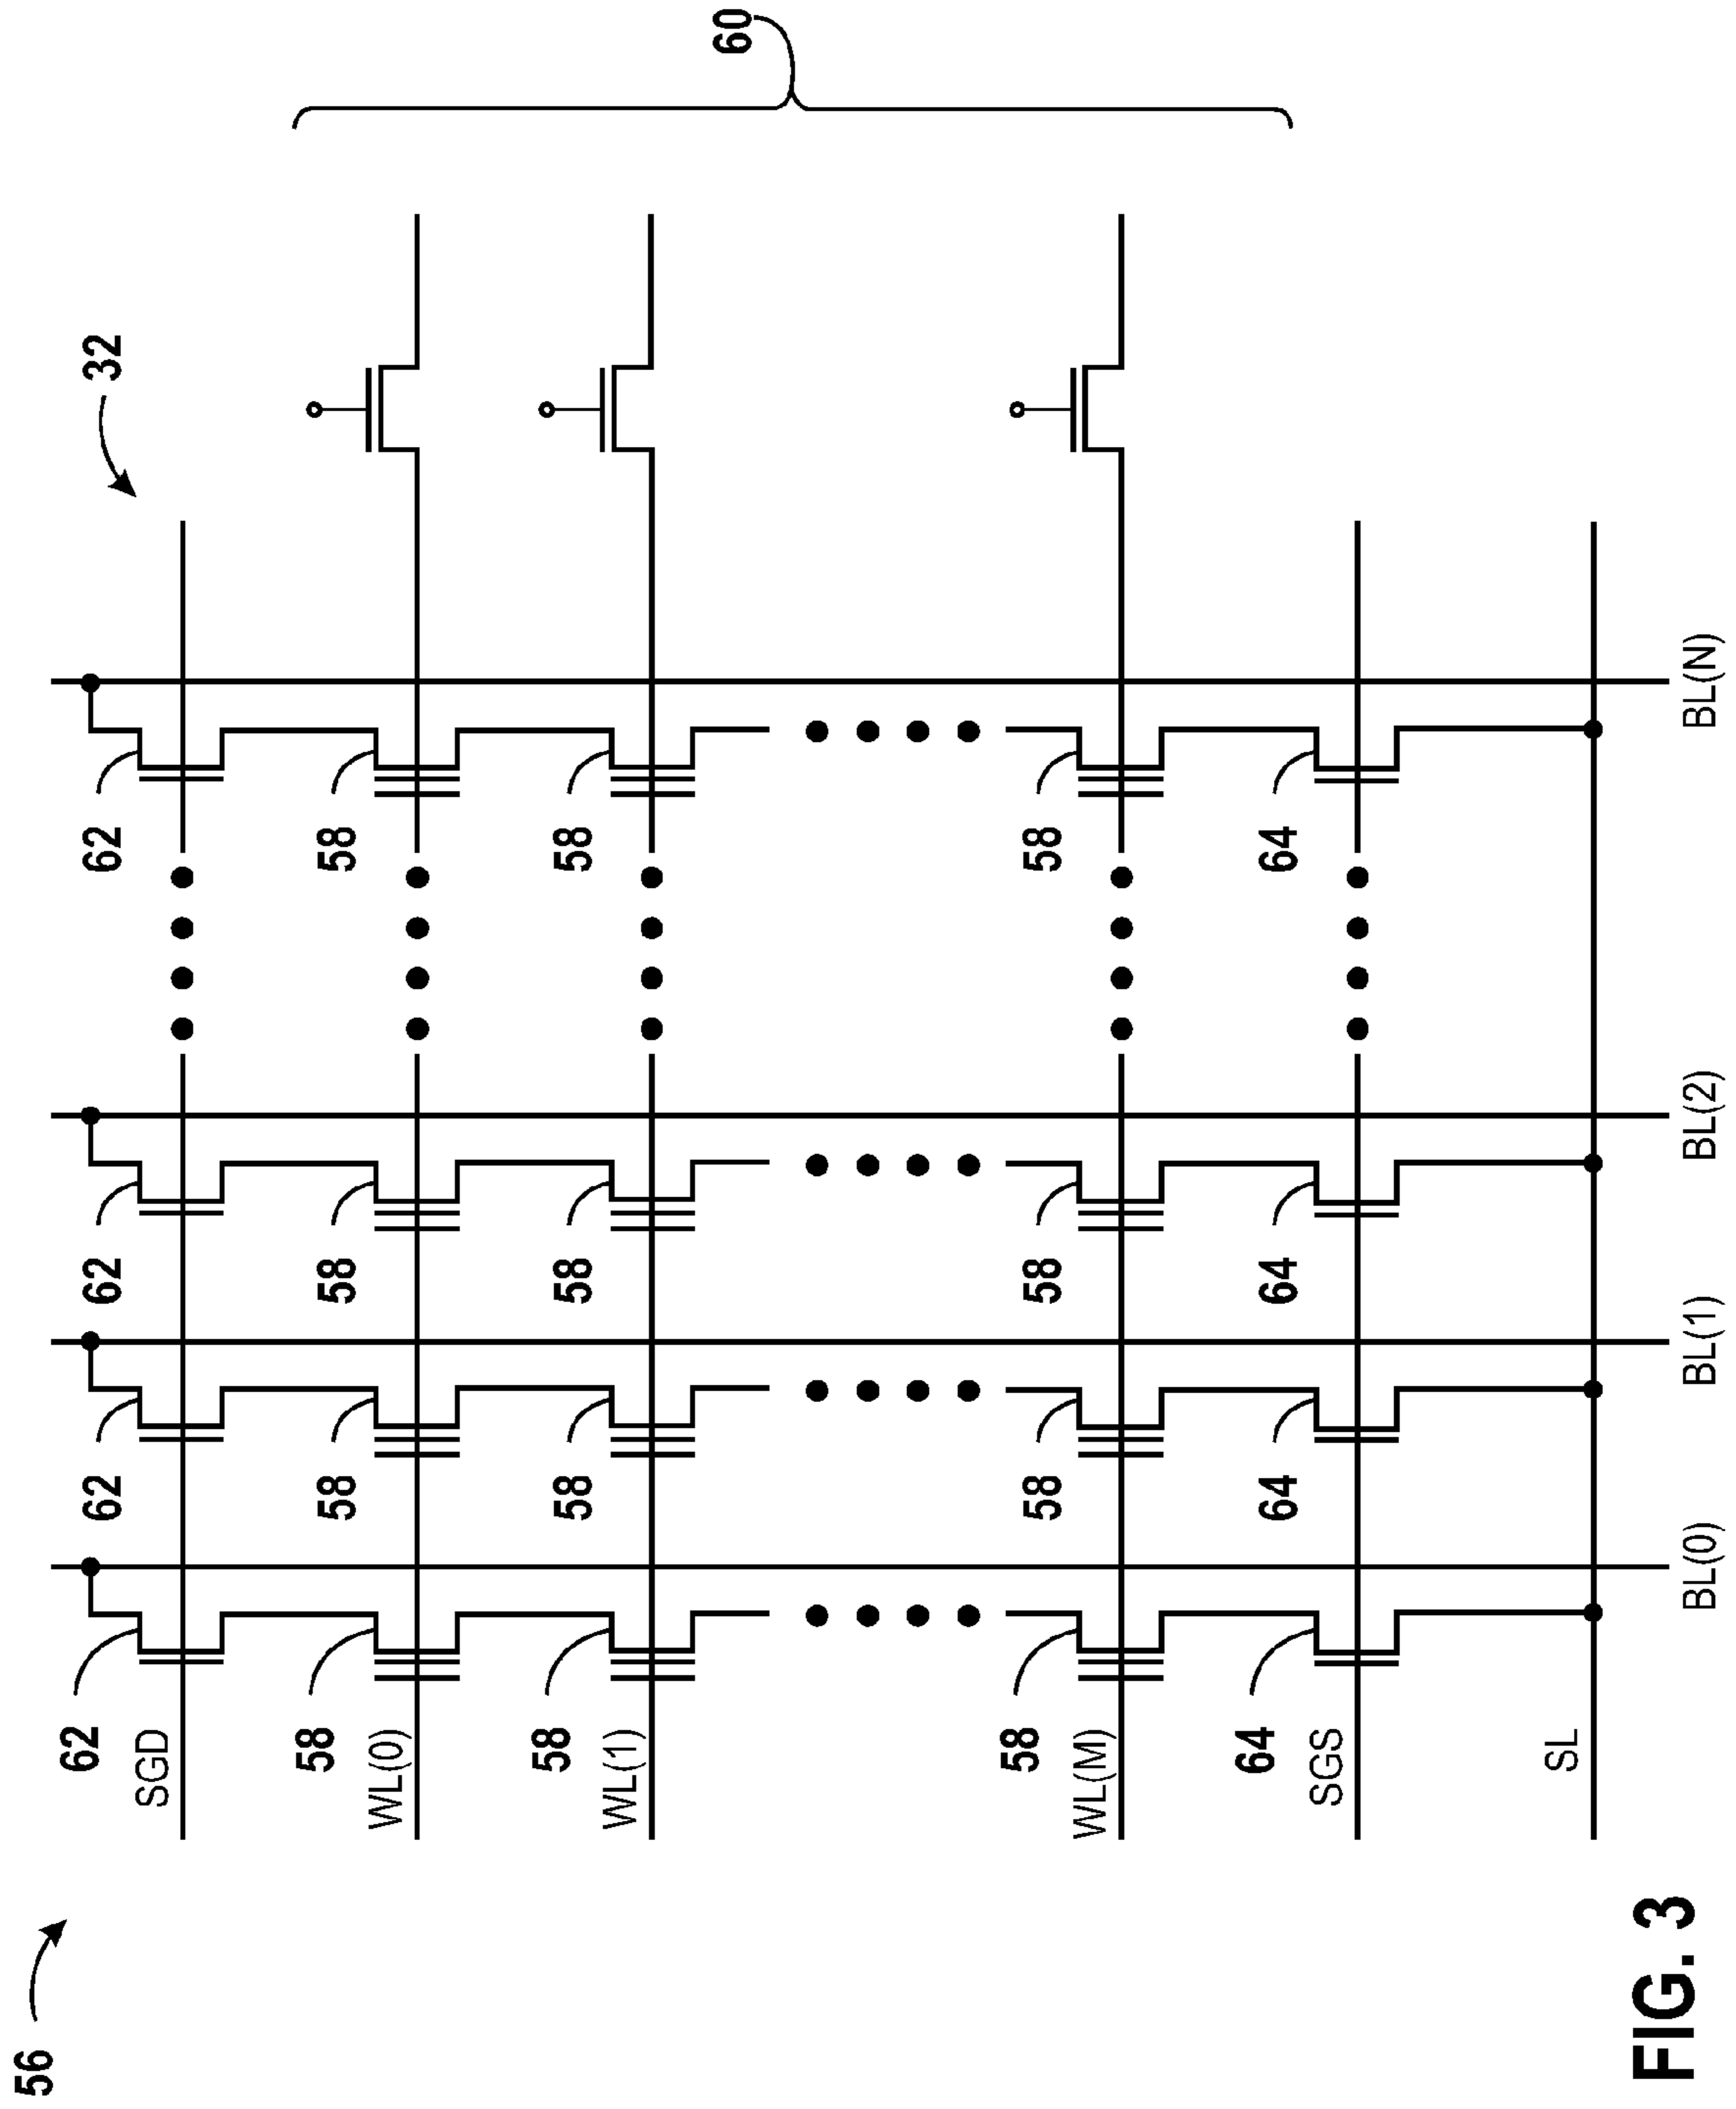 56
62 62 62 62 32
SGD
58 58 58 58
WL(0)
58 58 58 58
WL(1)
60
58 58 58 58
WL(M)
64 64 64 64
SGS
SL
BL(0) BL(1) BL(2) BL(N)
FIG. 3